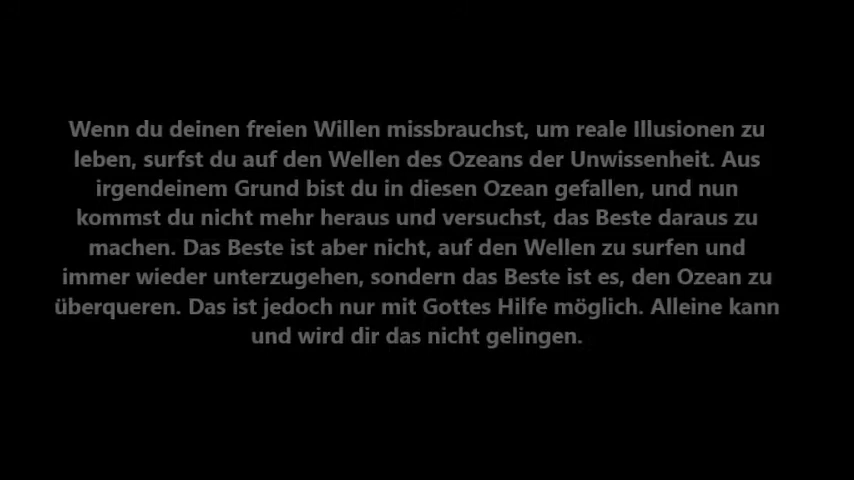 Wenn du deinen freien Willen missbrauchst, um reale Illusionen zu
leben, surfst du auf den Wellen des Ozeans der Unwissenheit. Aus
irgendeinem Grund bist du in diesen Ozean gefallen, und nun
kommst du nicht mehr heraus und versuchst, das Beste daraus zu
machen. Das Beste ist aber nicht, auf den Wellen zu surfen und
immer wieder unterzugehen, sondern das Beste ist es, den Ozean zu
überqueren. Das ist jedoch nur mit Gottes Hilfe möglich. Alleine kann
und wird dir das nicht gelingen.